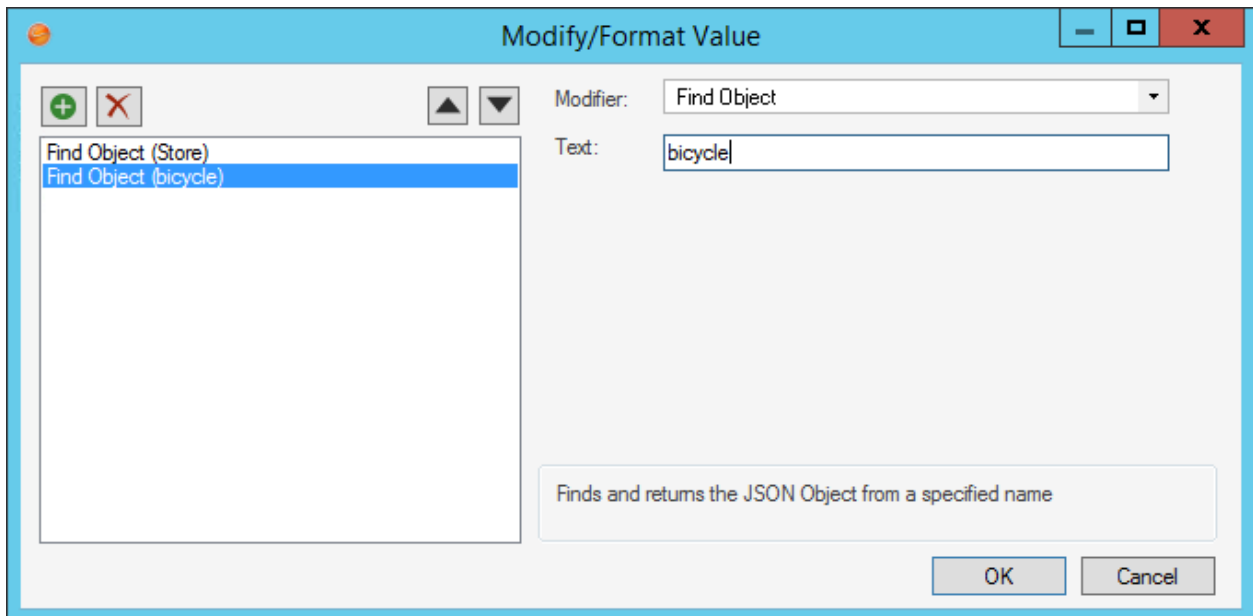 Modify/Format Value
Modifier: Find Object
Text: bicycle
Find Object (Store)
Find Object (bicycle)
Finds and returns the JSON Object from a specified name
OK Cancel